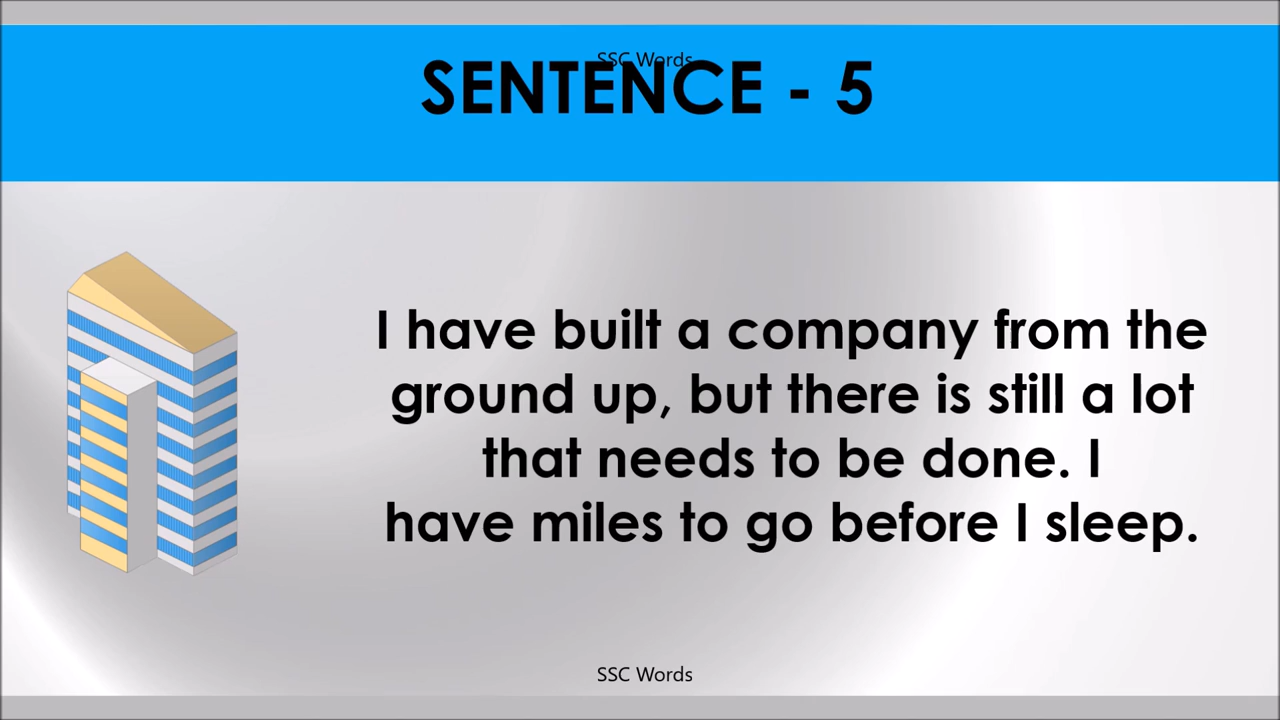 SSC Words
SENTENCE - 5
I have built a company from the
ground up, but there is still a lot
that needs to be done. I
have miles to go before I sleep.
SSC Words